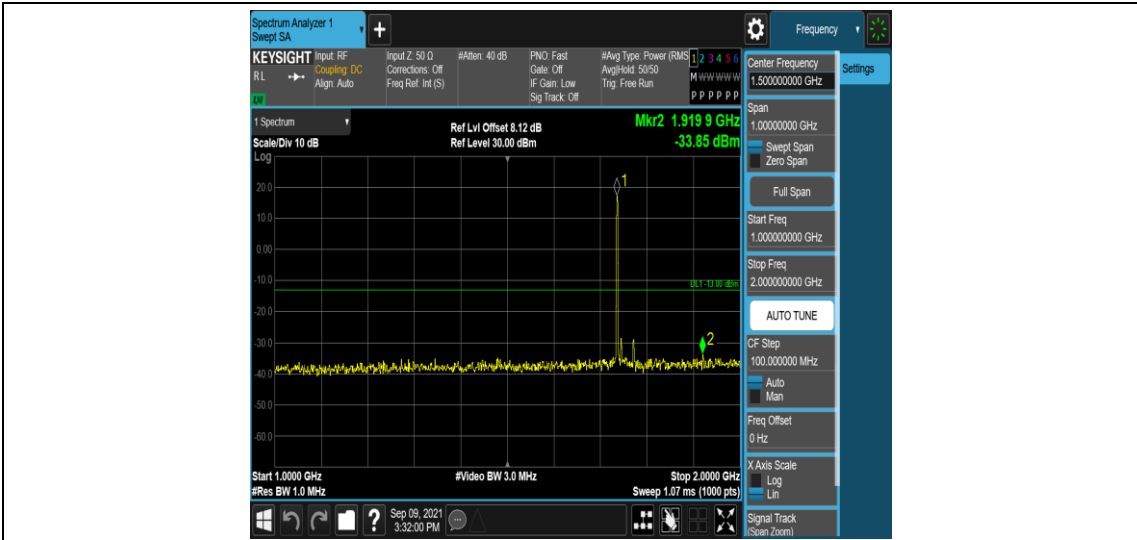 Spectrum Analyzer 1
Swept SA
+
Frequency
KEYSIGHT
RL
LXI
Input: RF
Coupling: DC
Align: Auto
Input Z: 50 Ω
Corrections: Off
Freq Ref: Int (S)
#Atten: 40 dB
PNO: Fast
Gate: Off
IF Gain: Low
Sig Track: Off
#Avg Type: Power (RMS
Avg|Hold: 50/50
Trig: Free Run
1 2 3 4 5 6
M W W W W W
P P P P P P
1 Spectrum
Scale/Div 10 dB
Log
Ref Lvl Offset 8.12 dB
Ref Level 30.00 dBm
Mkr2 1.919 9 GHz
-33.85 dBm
20.0
10.0
0.00
-10.0
-20.0
-30.0
-40.0
-50.0
-60.0
1
DL1 -13.00 dBm
2
Start 1.0000 GHz
#Res BW 1.0 MHz
#Video BW 3.0 MHz
Stop 2.0000 GHz
Sweep 1.07 ms (1000 pts)
?
Sep 09, 2021
3:32:00 PM
Center Frequency
1.500000000 GHz
Settings
Span
1.00000000 GHz
Swept Span
Zero Span
Full Span
Start Freq
1.000000000 GHz
Stop Freq
2.000000000 GHz
AUTO TUNE
CF Step
100.000000 MHz
Auto
Man
Freq Offset
0 Hz
X Axis Scale
Log
Lin
Signal Track
(Span Zoom)